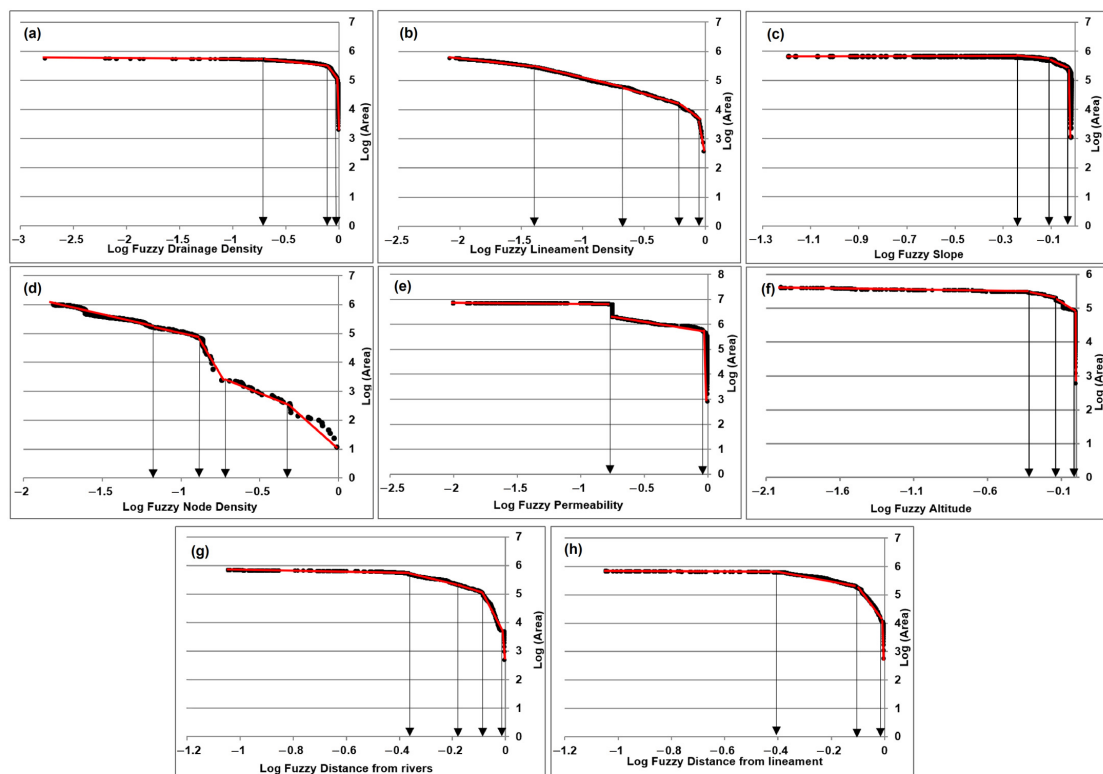 (a)
7
6
5
4
3
2
1
0
Log (Area)
−3 −2.5 −2 −1.5 −1 −0.5 0
Log Fuzzy Drainage Density
(b)
7
6
5
4
3
2
1
0
Log (Area)
−2.5 −2 −1.5 −1 −0.5 0
Log Fuzzy Lineament Density
(c)
7
6
5
4
3
2
1
0
Log (Area)
−1.3 −1.1 −0.9 −0.7 −0.5 −0.3 −0.1
Log Fuzzy Slope
(d)
7
6
5
4
3
2
1
0
Log (Area)
−2 −1.5 −1 −0.5 0
Log Fuzzy Node Density
(e)
8
7
6
5
4
3
2
1
0
Log (Area)
−2.5 −2 −1.5 −1 −0.5 0
Log Fuzzy Permeability
(f)
6
5
4
3
2
1
0
Log (Area)
−2.1 −1.6 −1.1 −0.6 −0.1
Log Fuzzy Altitude
(g)
7
6
5
4
3
2
1
0
Log (Area)
−1.2 −1 −0.8 −0.6 −0.4 −0.2 0
Log Fuzzy Distance from rivers
(h)
7
6
5
4
3
2
1
0
Log (Area)
−1.2 −1 −0.8 −0.6 −0.4 −0.2 0
Log Fuzzy Distance from lineament